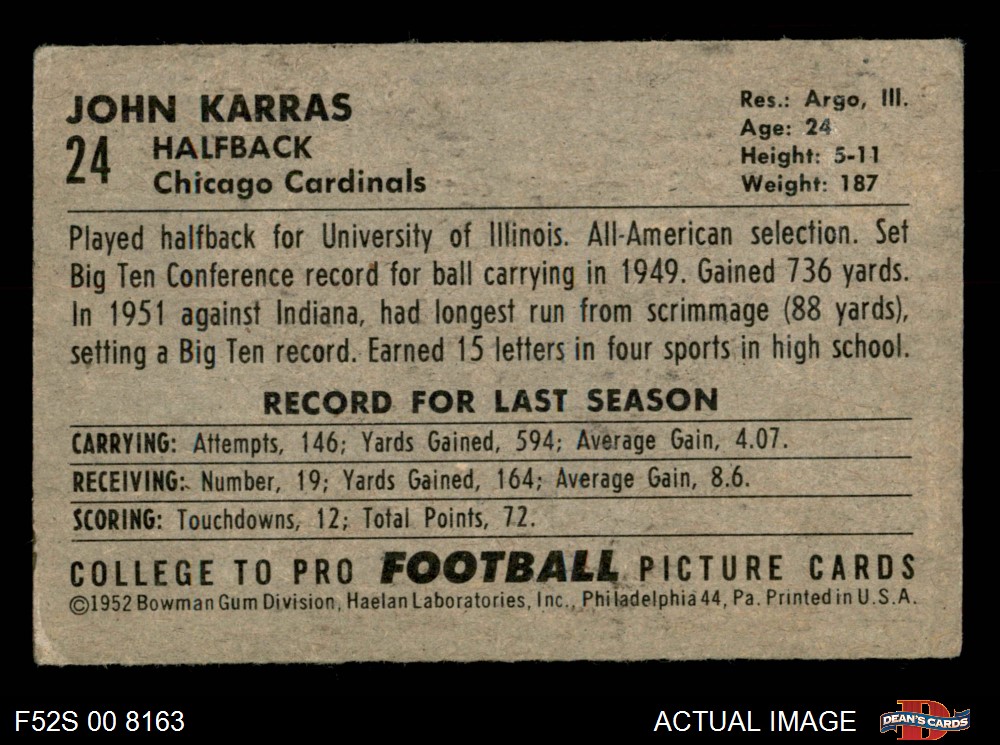 JOHN KARRAS
24 HALFBACK
Chicago Cardinals
Res.: Argo, Ill.
Age: 24
Height: 5-11
Weight: 187
Played halfback for University of Illinois. All-American selection. Set
Big Ten Conference record for ball carrying in 1949. Gained 736 yards.
In 1951 against Indiana, had longest run from scrimmage (88 yards),
setting a Big Ten record. Earned 15 letters in four sports in high school.
RECORD FOR LAST SEASON
CARRYING: Attempts, 146; Yards Gained, 594; Average Gain, 4.07.
RECEIVING: Number, 19; Yards Gained, 164; Average Gain, 8.6.
SCORING: Touchdowns, 12; Total Points, 72.
COLLEGE TO PRO FOOTBALL PICTURE CARDS
©1952 Bowman Gum Division, Haelan Laboratories, Inc., Philadelphia 44, Pa. Printed in U.S.A.
F52S 00 8163
ACTUAL IMAGE
DEAN'S CARDS